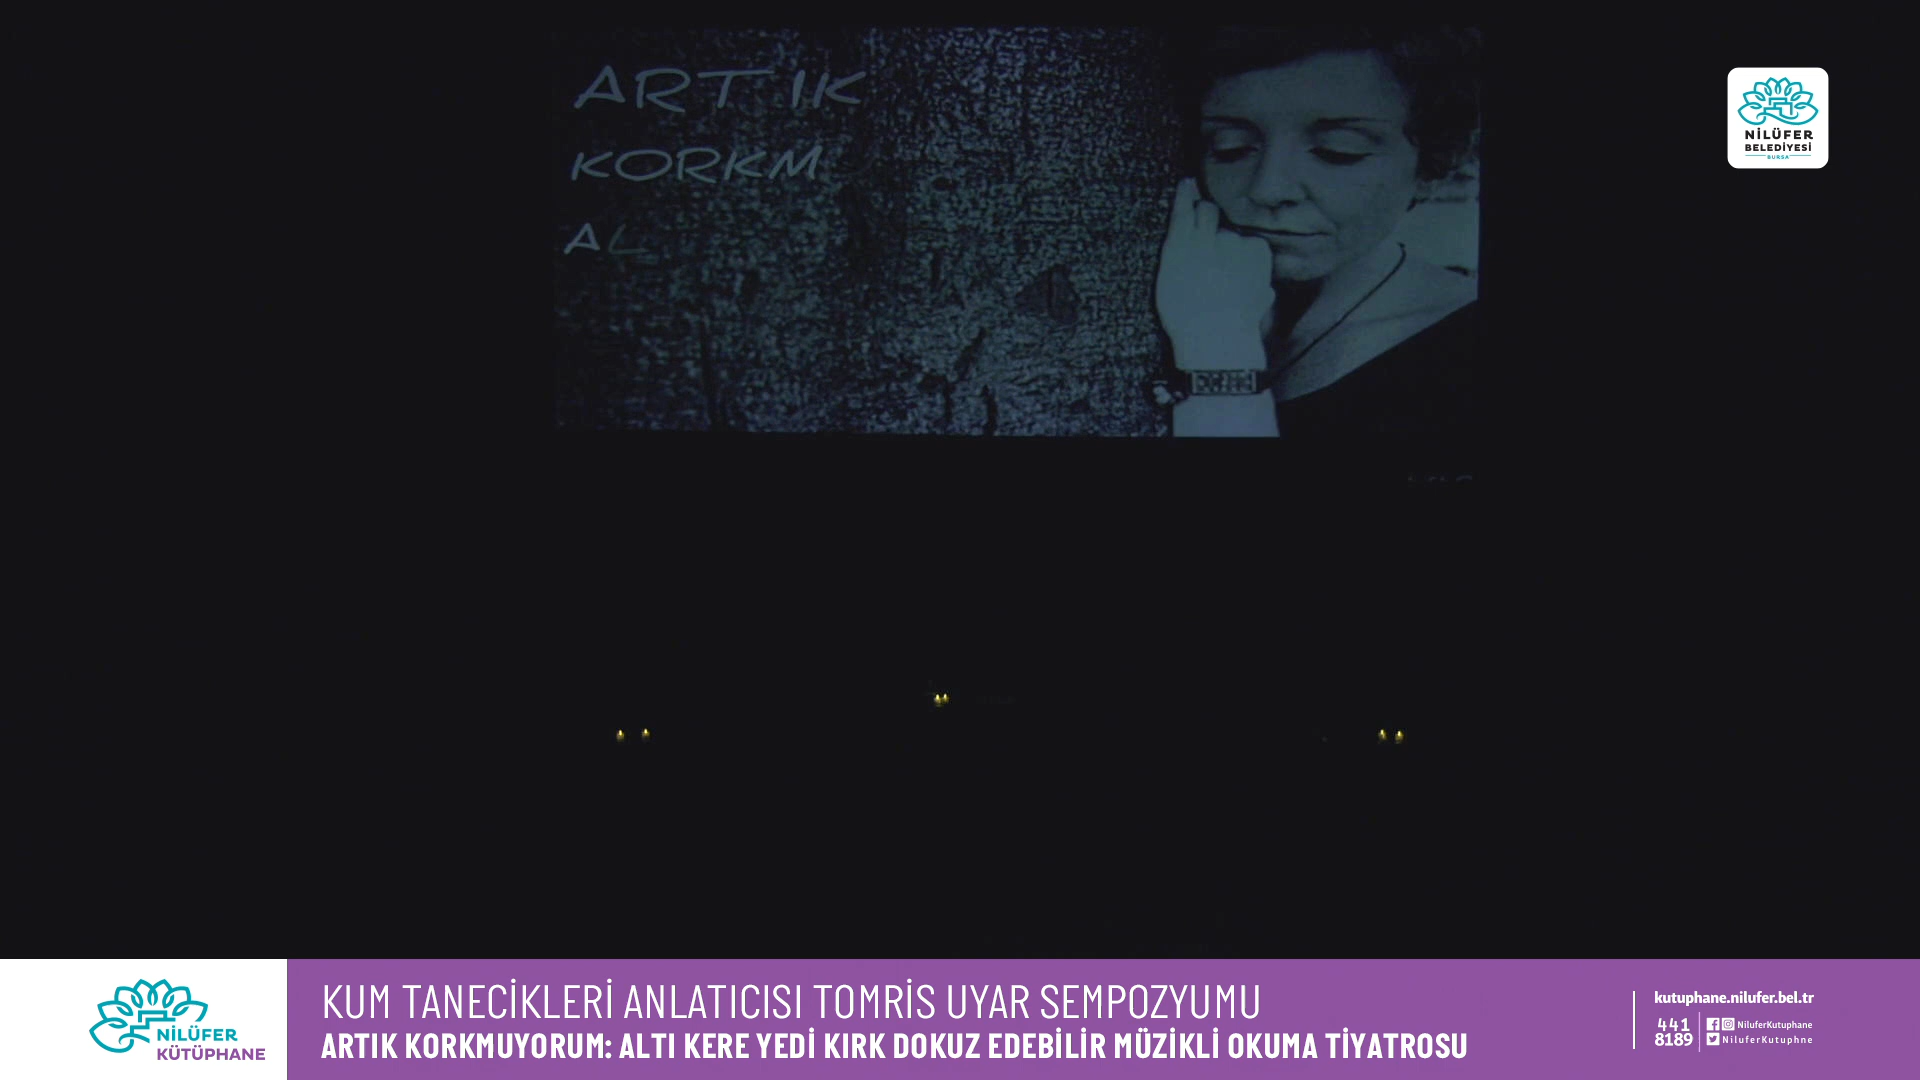 ARTIK
KORKM
AL
NİLÜFER
BELEDİYESİ
BURSA
NİLÜFER
KÜTÜPHANE
KUM TANECİKLERİ ANLATICISI TOMRİS UYAR SEMPOZYUMU
ARTIK KORKMUYORUM: ALTI KERE YEDİ KIRK DOKUZ EDEBİLİR MÜZİKLİ OKUMA TİYATROSU
kutuphane.nilufer.bel.tr
441
8189
NiluferKutuphane
NiluferKutuphne